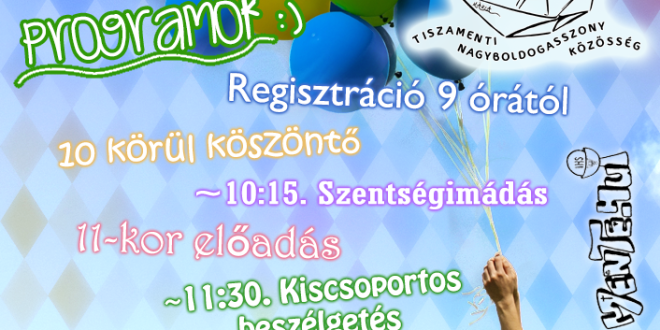 Programok :)
TISZAMENTI
NAGYBOLDOGASSZONY
KÖZÖSSÉG
Regisztráció 9 órától
10 körül köszöntő
~10:15. Szentségimádás
11-kor előadás
~11:30. Kiscsoportos
beszélgetés
IHS